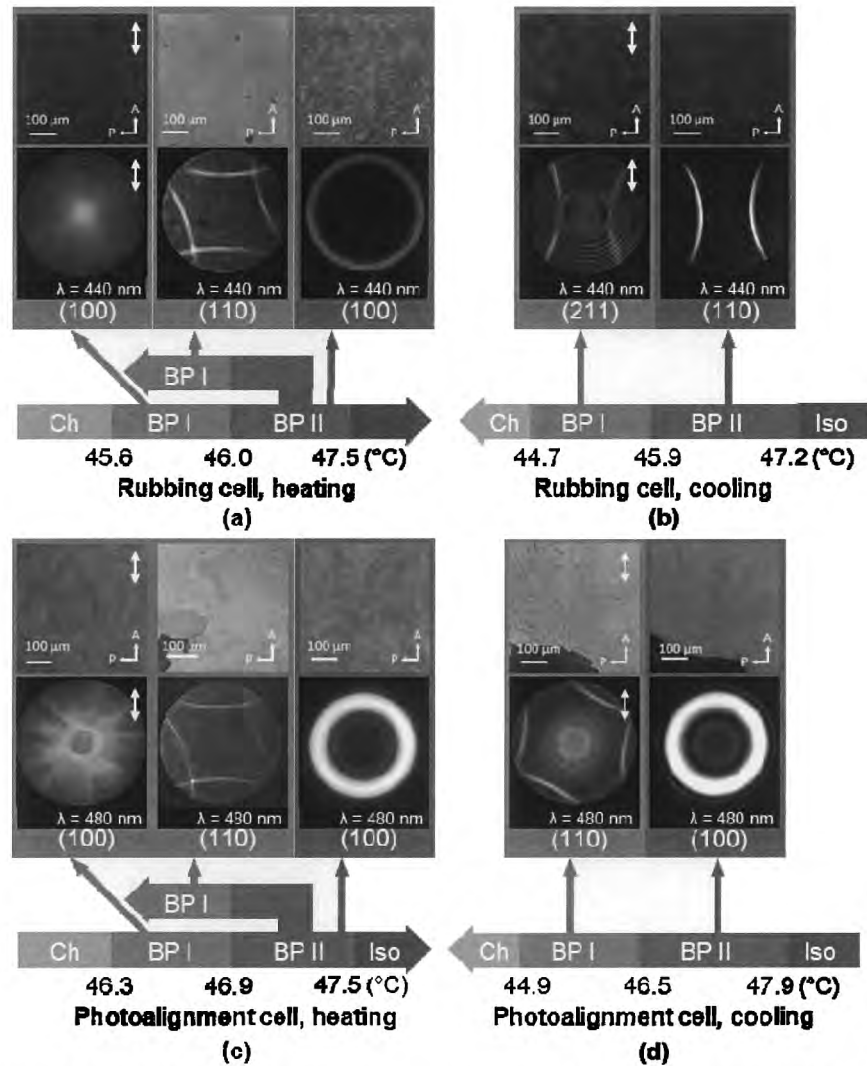 100 µm P A 100 µm P A 100 µm P A
λ = 440 nm λ = 440 nm λ = 440 nm
(100) (110) (100)
BP I
Ch BP I BP II
45.6 46.0 47.5 (°C)
Rubbing cell, heating
(a)
100 µm P A 100 µm P A
λ = 440 nm λ = 440 nm
(211) (110)
Ch BP I BP II Iso
44.7 45.9 47.2 (°C)
Rubbing cell, cooling
(b)
100 µm P A 100 µm P A 100 µm P A
λ = 480 nm λ = 480 nm λ = 480 nm
(100) (110) (100)
BP I
Ch BP I BP II Iso
46.3 46.9 47.5 (°C)
Photoalignment cell, heating
(c)
100 µm P A 100 µm P A
λ = 480 nm λ = 480 nm
(110) (100)
Ch BP I BP II Iso
44.9 46.5 47.9 (°C)
Photoalignment cell, cooling
(d)